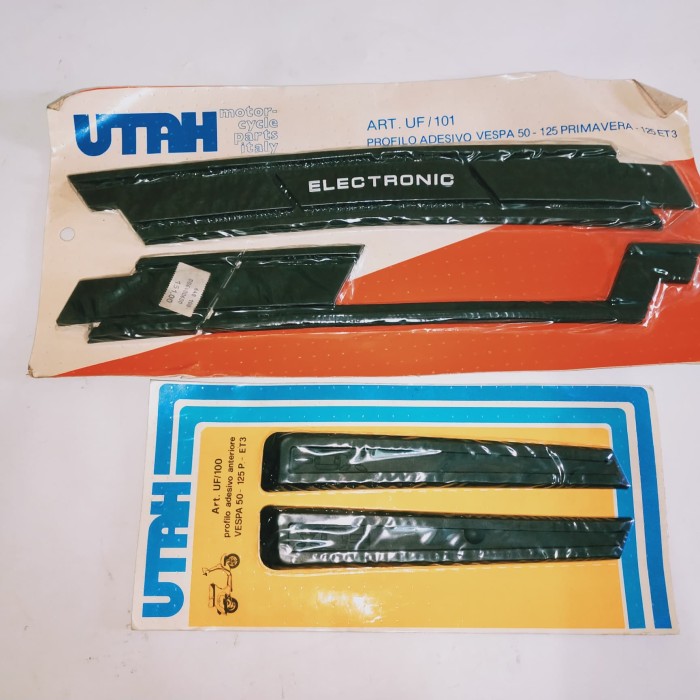 UTAH
motor-
cycle
parts
italy
ART. UF/101
PROFILO ADESIVO VESPA 50 - 125 PRIMAVERA - 125 ET3
ELECTRONIC
UTAH
Art. UF/100
profilo adesivo anteriore
VESPA 50 - 125 P - ET3